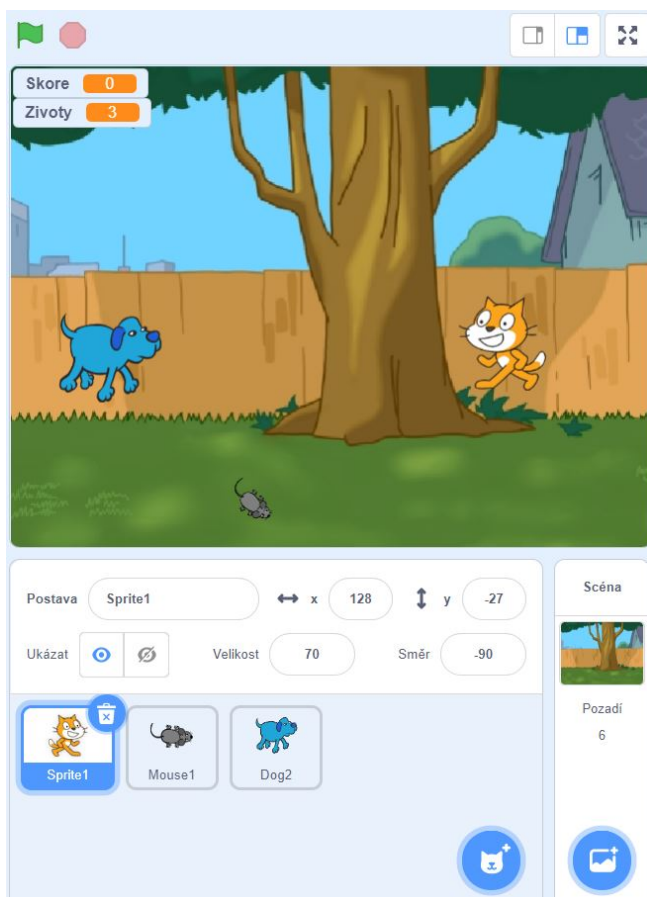 Skore 0
Zivoty 3
Postava Sprite1 x 128 y -27
Ukázat Velikost 70 Směr -90
Sprite1 Mouse1 Dog2
Scéna
Pozadí
6